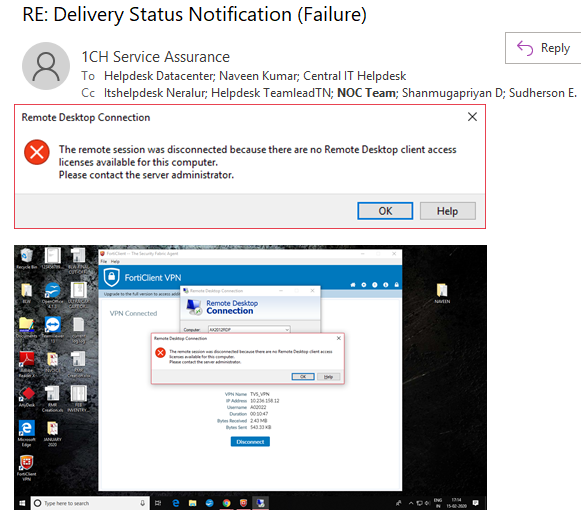 RE: Delivery Status Notification (Failure)
Reply
1CH Service Assurance
To Helpdesk Datacenter; Naveen Kumar; Central IT Helpdesk
Cc Itshelpdesk Neralur; Helpdesk TeamleadTN; NOC Team; Shanmugapriyan D; Sudherson E.
Remote Desktop Connection
The remote session was disconnected because there are no Remote Desktop client access
licenses available for this computer.
Please contact the server administrator.
OK Help
FortiClient -- The Security Fabric Agent
File Help
FortiClient VPN
Upgrade to the full version to access addi
VPN Connected
Remote Desktop Connection
Remote Desktop
Connection
Computer: AX2012RDP
Remote Desktop Connection
The remote session was disconnected because there are no Remote Desktop client access
licenses available for this computer.
Please contact the server administrator.
OK Help
VPN Name TVS_VPN
IP Address 10.236.158.12
Username A02022
Duration 00:10:47
Bytes Received 2.43 MB
Bytes Sent 543.33 KB
Disconnect
Recycle Bin
OpenOffice
Documents
TeamViewer
AnyDesk
JANUARY
2020
Microsoft
Edge
FortiClient
VPN
NAVEEN
Type here to search
ENG
IN
17:14
15-02-2020